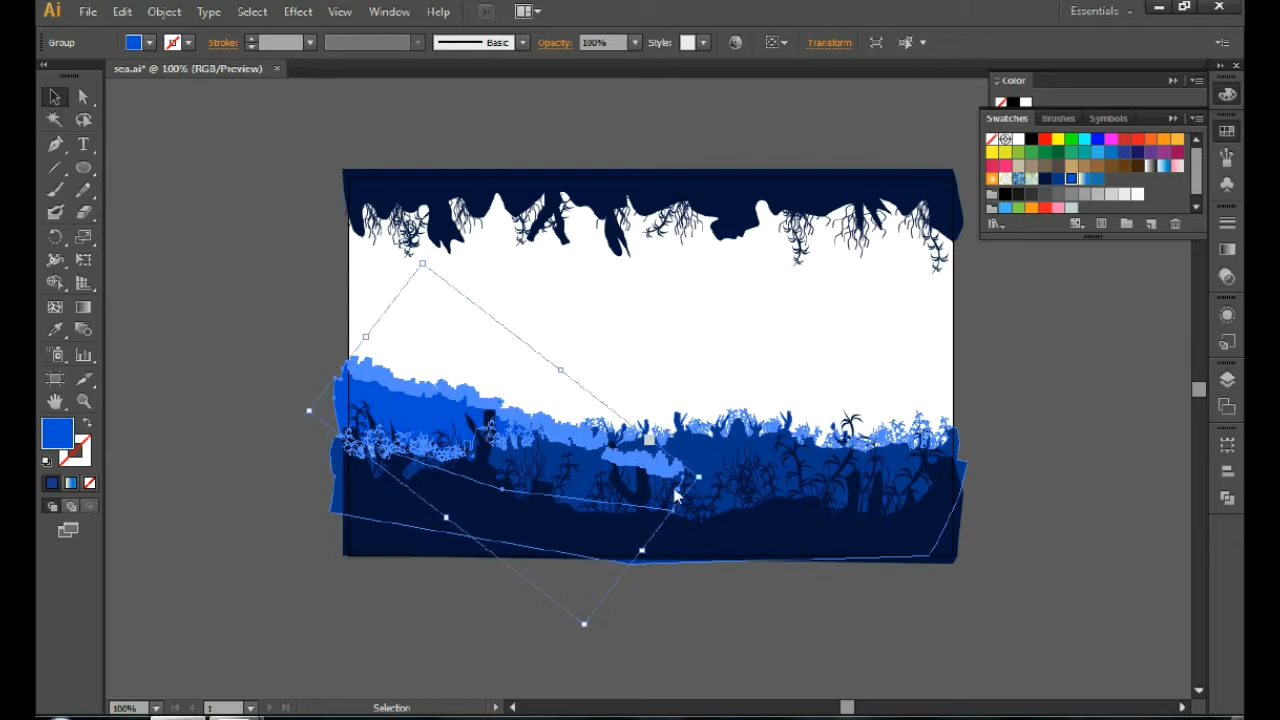 Ai File Edit Object Type Select Effect View Window Help Essentials
Group Stroke: Basic Opacity: 100% Style: Transform
sea.ai* @ 100% (RGB/Preview) ×
Color
Swatches Brushes Symbols
T
100% 1 Selection